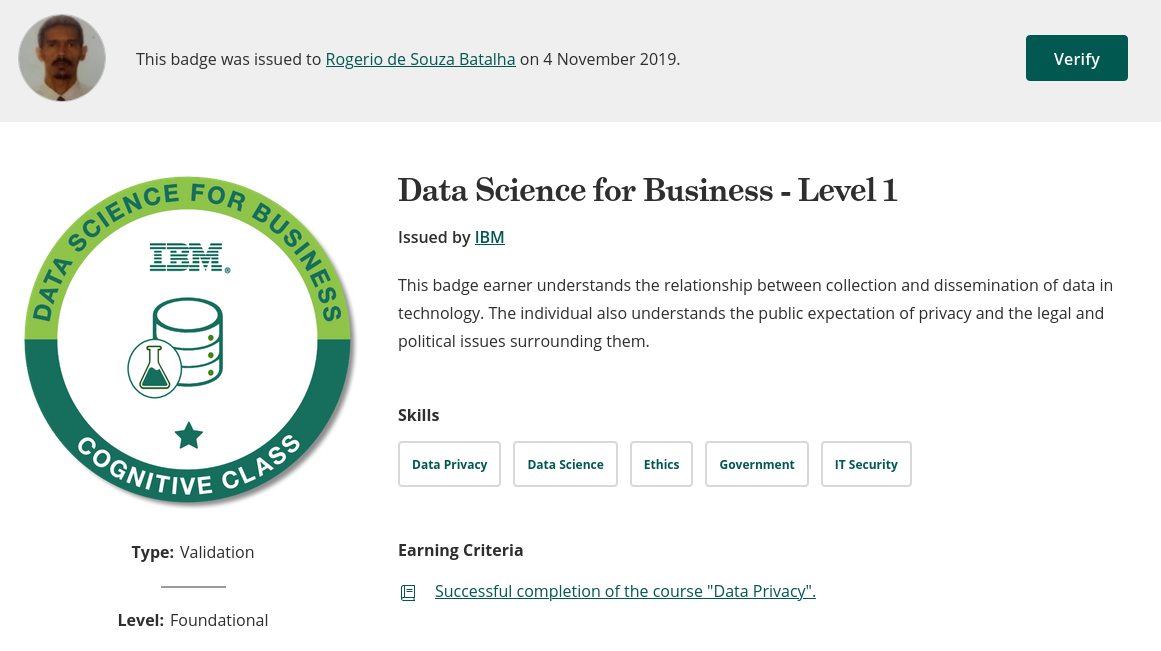 This badge was issued to Rogerio de Souza Batalha on 4 November 2019.
Verify
DATA SCIENCE FOR BUSINESS
IBM®
COGNITIVE CLASS
Type: Validation
Level: Foundational
Data Science for Business - Level 1
Issued by IBM
This badge earner understands the relationship between collection and dissemination of data in
technology. The individual also understands the public expectation of privacy and the legal and
political issues surrounding them.
Skills
Data Privacy
Data Science
Ethics
Government
IT Security
Earning Criteria
Successful completion of the course "Data Privacy".